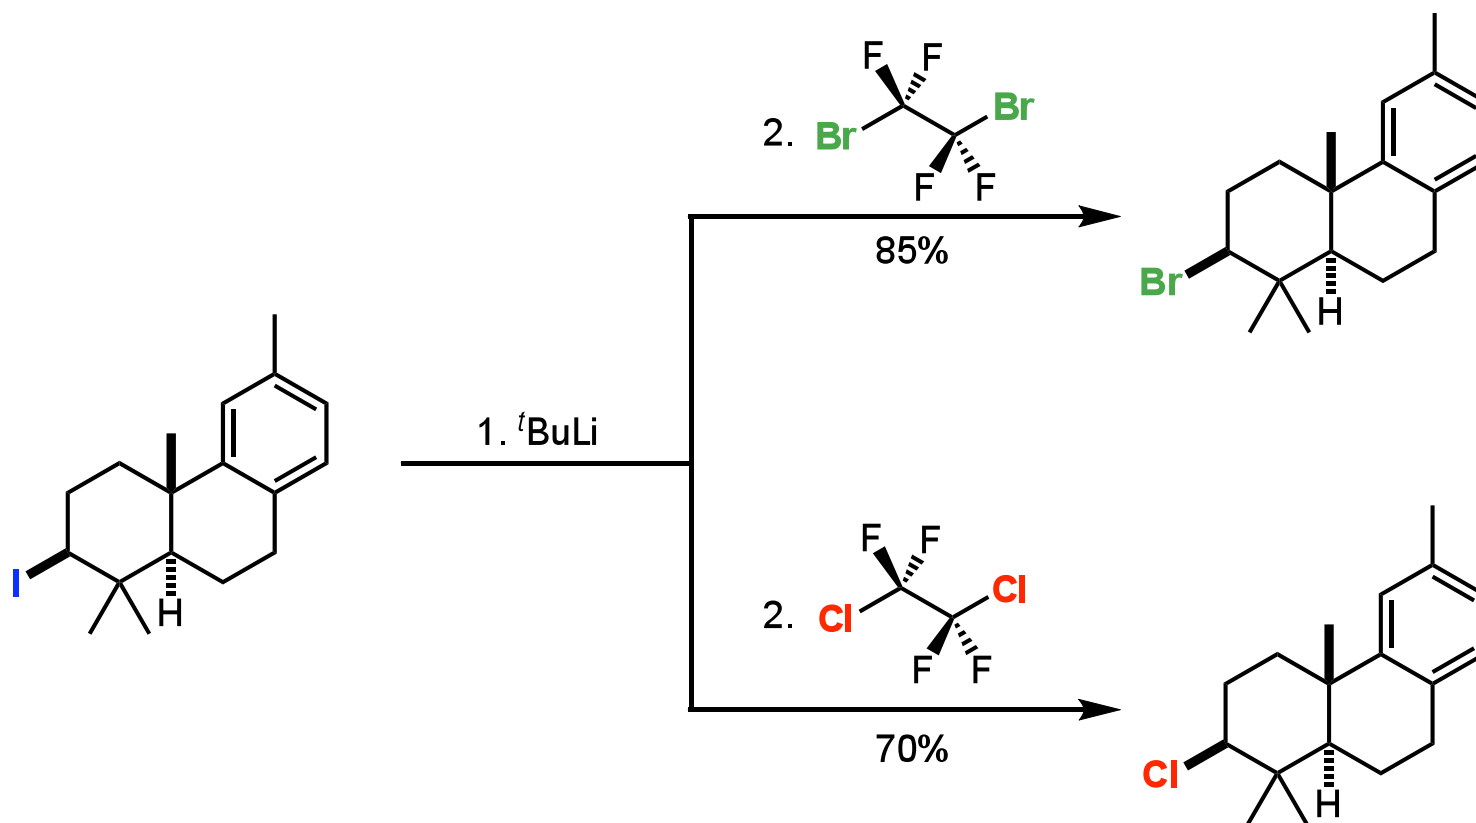 F F
2. Br Br
F F
85%
Br
H
1. tBuLi
I
H
F F
2. Cl Cl
F F
70%
Cl
H